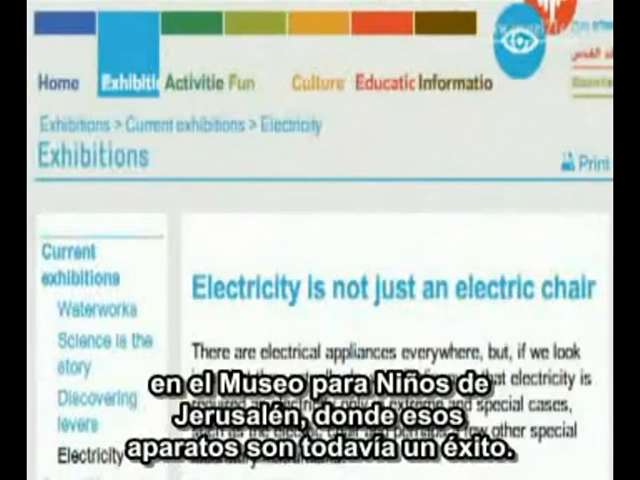 Home Exhibitio Activitie Fun Culture Educatic Informatio
Exhibitions > Current exhibitions > Electricity
Exhibitions
Print
Current
exhibitions
Waterworks
Science is the
story
Discovering
levers
Electricity
Electricity is not just an electric chair
There are electrical appliances everywhere, but, if we look
that electricity is
special cases,
few other special
en el Museo para Niños de
Jerusalén, donde esos
aparatos son todavía un éxito.